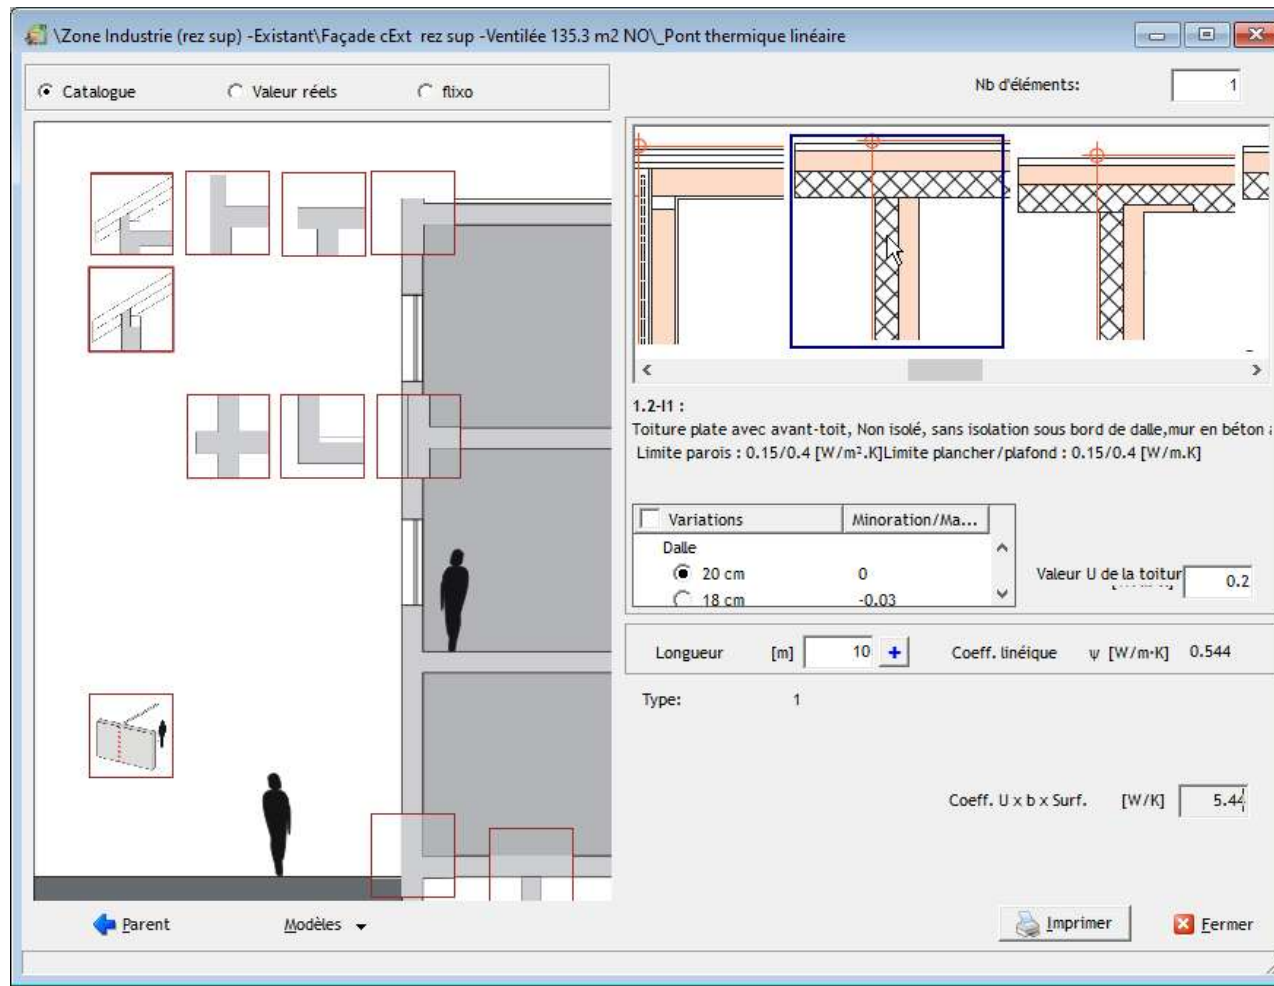 \Zone Industrie (rez sup) -Existant\Façade cExt rez sup -Ventilée 135.3 m2 NO\_Pont thermique linéaire
Catalogue Valeur réels flixo
Nb d'éléments: 1
1.2-I1 :
Toiture plate avec avant-toit, Non isolé, sans isolation sous bord de dalle,mur en béton
Limite parois : 0.15/0.4 [W/m².K]Limite plancher/plafond : 0.15/0.4 [W/m.K]
Variations Minoration/Ma...
Dalle
20 cm 0
18 cm -0.03
Valeur U de la toitur 0.2
Longueur [m] 10 + Coeff. linéique ψ [W/m·K] 0.544
Type: 1
Coeff. U x b x Surf. [W/K] 5.44
Parent Modèles Imprimer Fermer